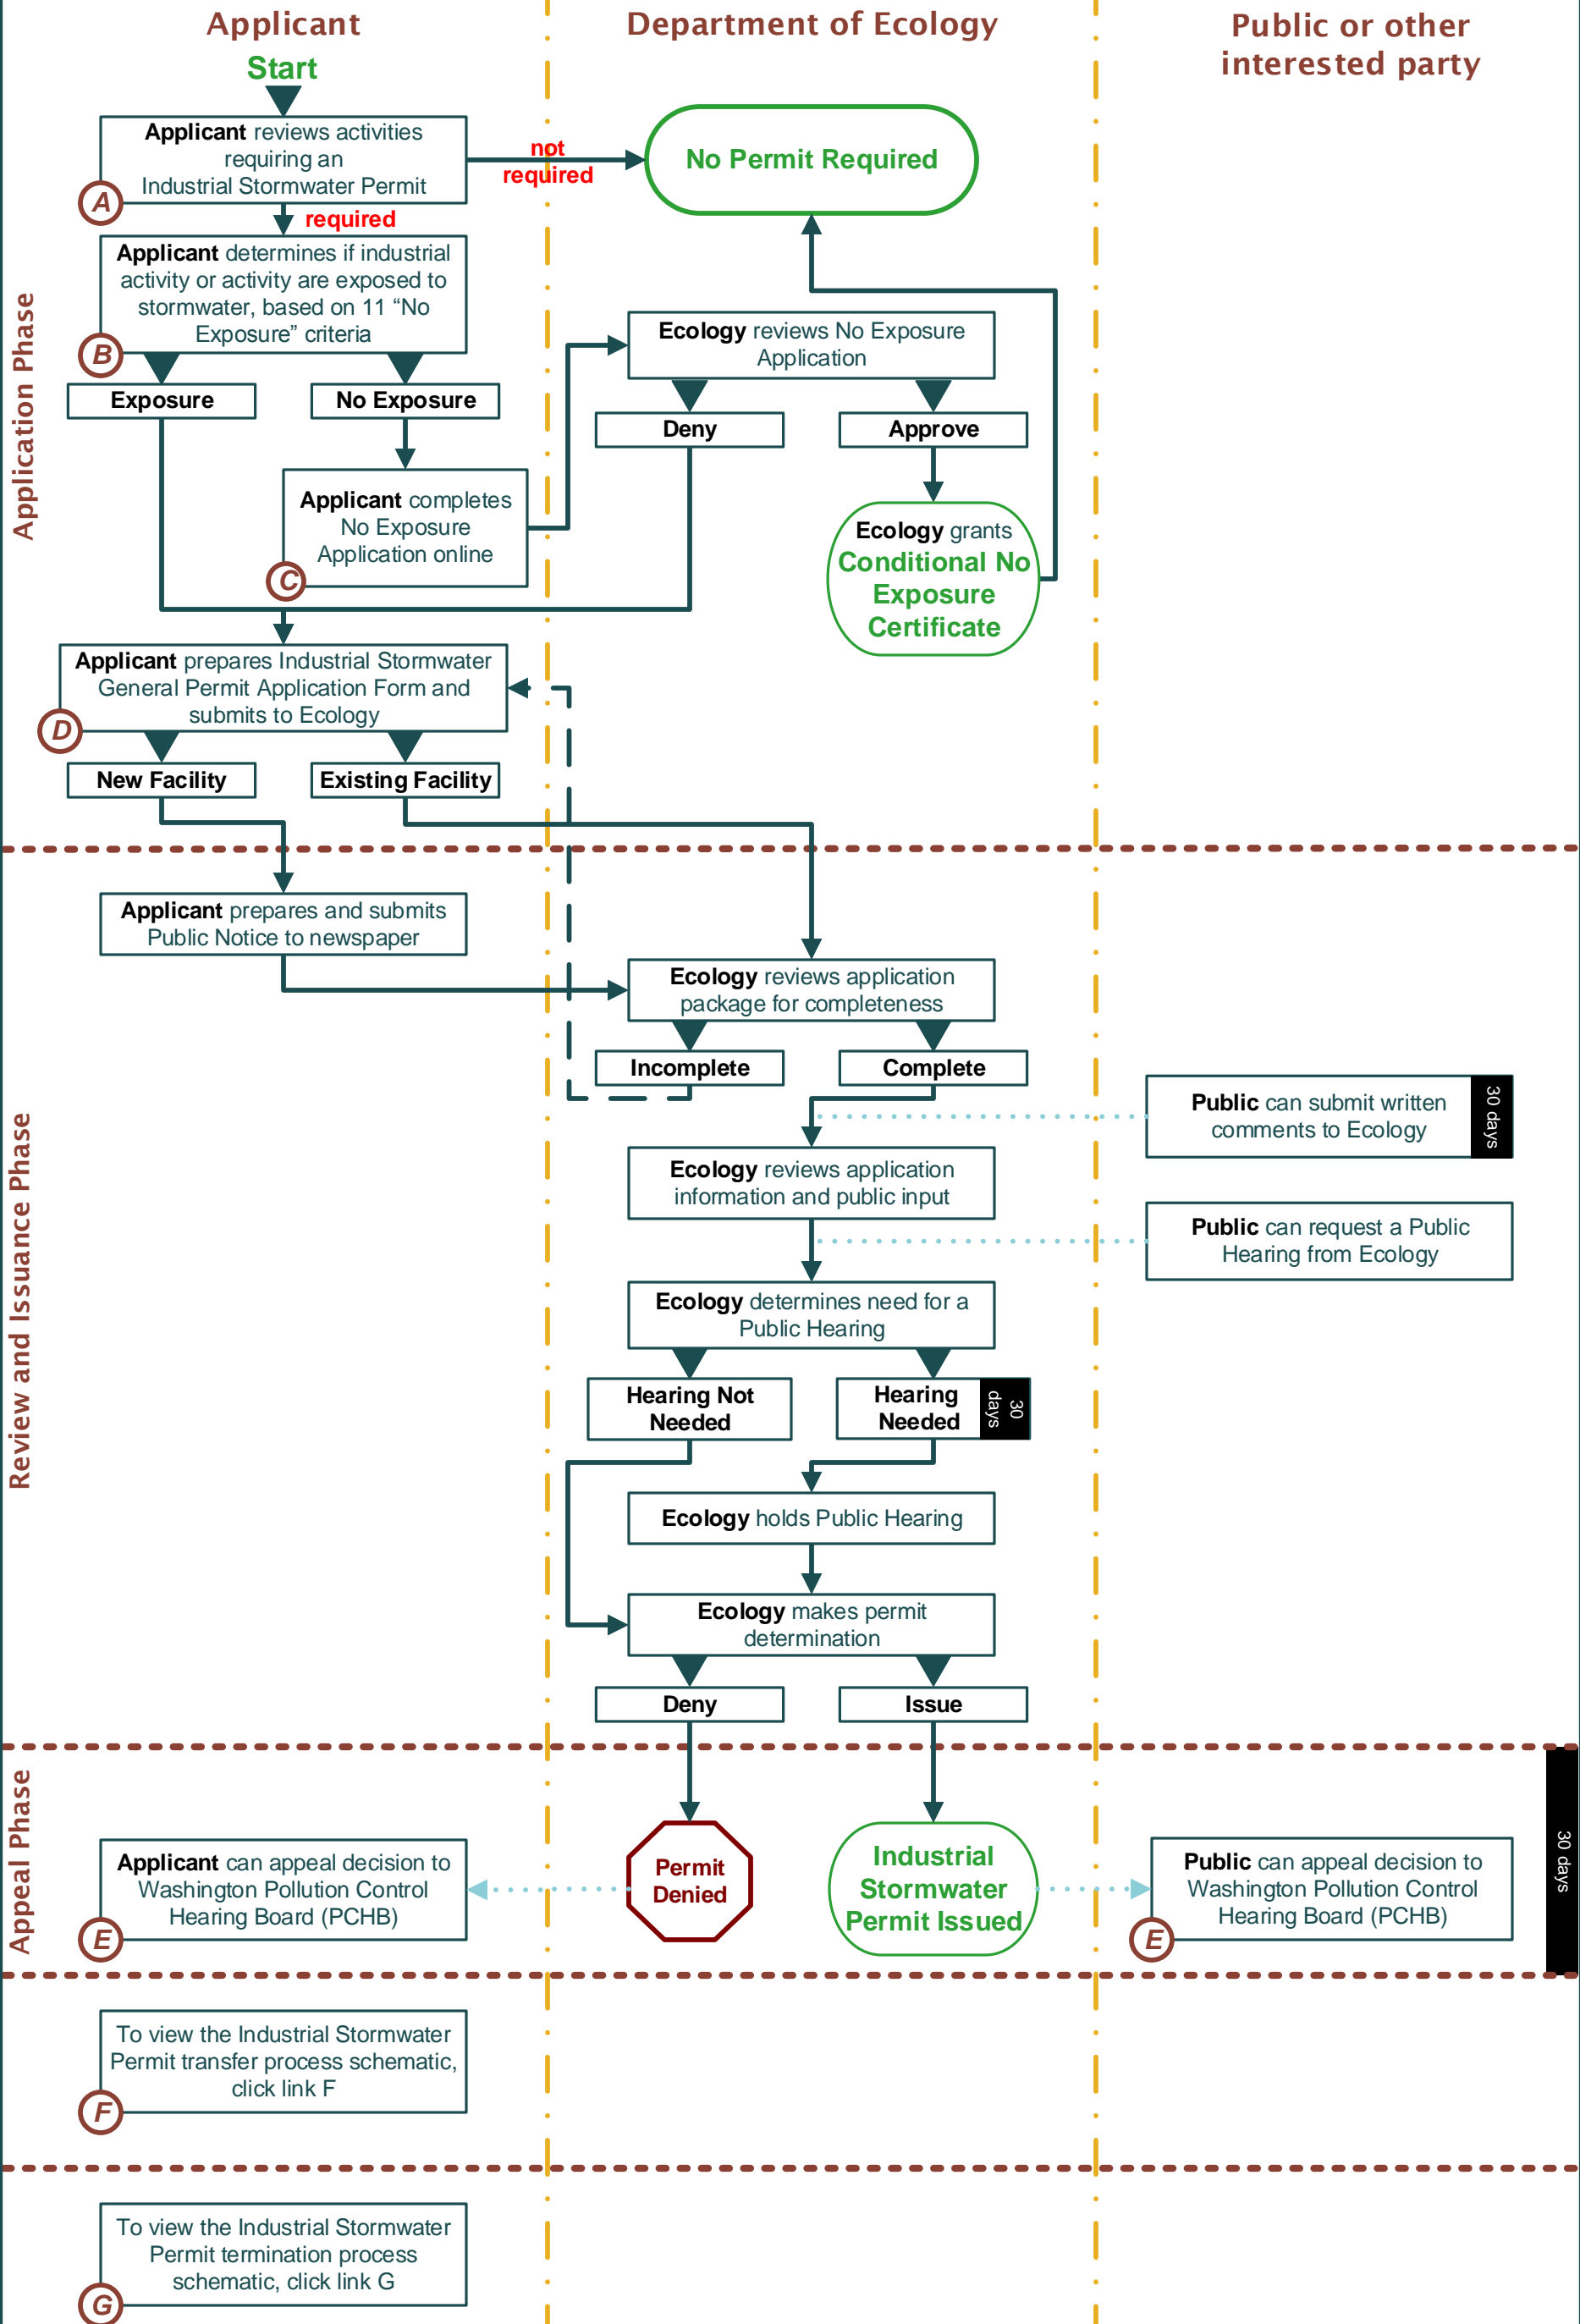 Applicant
Department of Ecology
Public or other
interested party
Start
Applicant reviews activities
requiring an
Industrial Stormwater Permit
A
not
required
No Permit Required
required
Application Phase
Applicant determines if industrial
activity or activity are exposed to
stormwater, based on 11 “No
Exposure” criteria
B
Exposure
No Exposure
Ecology reviews No Exposure
Application
Deny
Approve
Applicant completes
No Exposure
Application online
C
Ecology grants
Conditional No
Exposure
Certificate
Applicant prepares Industrial Stormwater
General Permit Application Form and
submits to Ecology
D
New Facility
Existing Facility
Review and Issuance Phase
Applicant prepares and submits
Public Notice to newspaper
Ecology reviews application
package for completeness
Incomplete
Complete
Public can submit written
comments to Ecology
30 days
Ecology reviews application
information and public input
Public can request a Public
Hearing from Ecology
Ecology determines need for a
Public Hearing
Hearing Not
Needed
Hearing
Needed
30
days
Ecology holds Public Hearing
Ecology makes permit
determination
Deny
Issue
Appeal Phase
Applicant can appeal decision to
Washington Pollution Control
Hearing Board (PCHB)
E
Permit
Denied
Industrial
Stormwater
Permit Issued
Public can appeal decision to
Washington Pollution Control
Hearing Board (PCHB)
E
30 days
To view the Industrial Stormwater
Permit transfer process schematic,
click link F
F
To view the Industrial Stormwater
Permit termination process
schematic, click link G
G